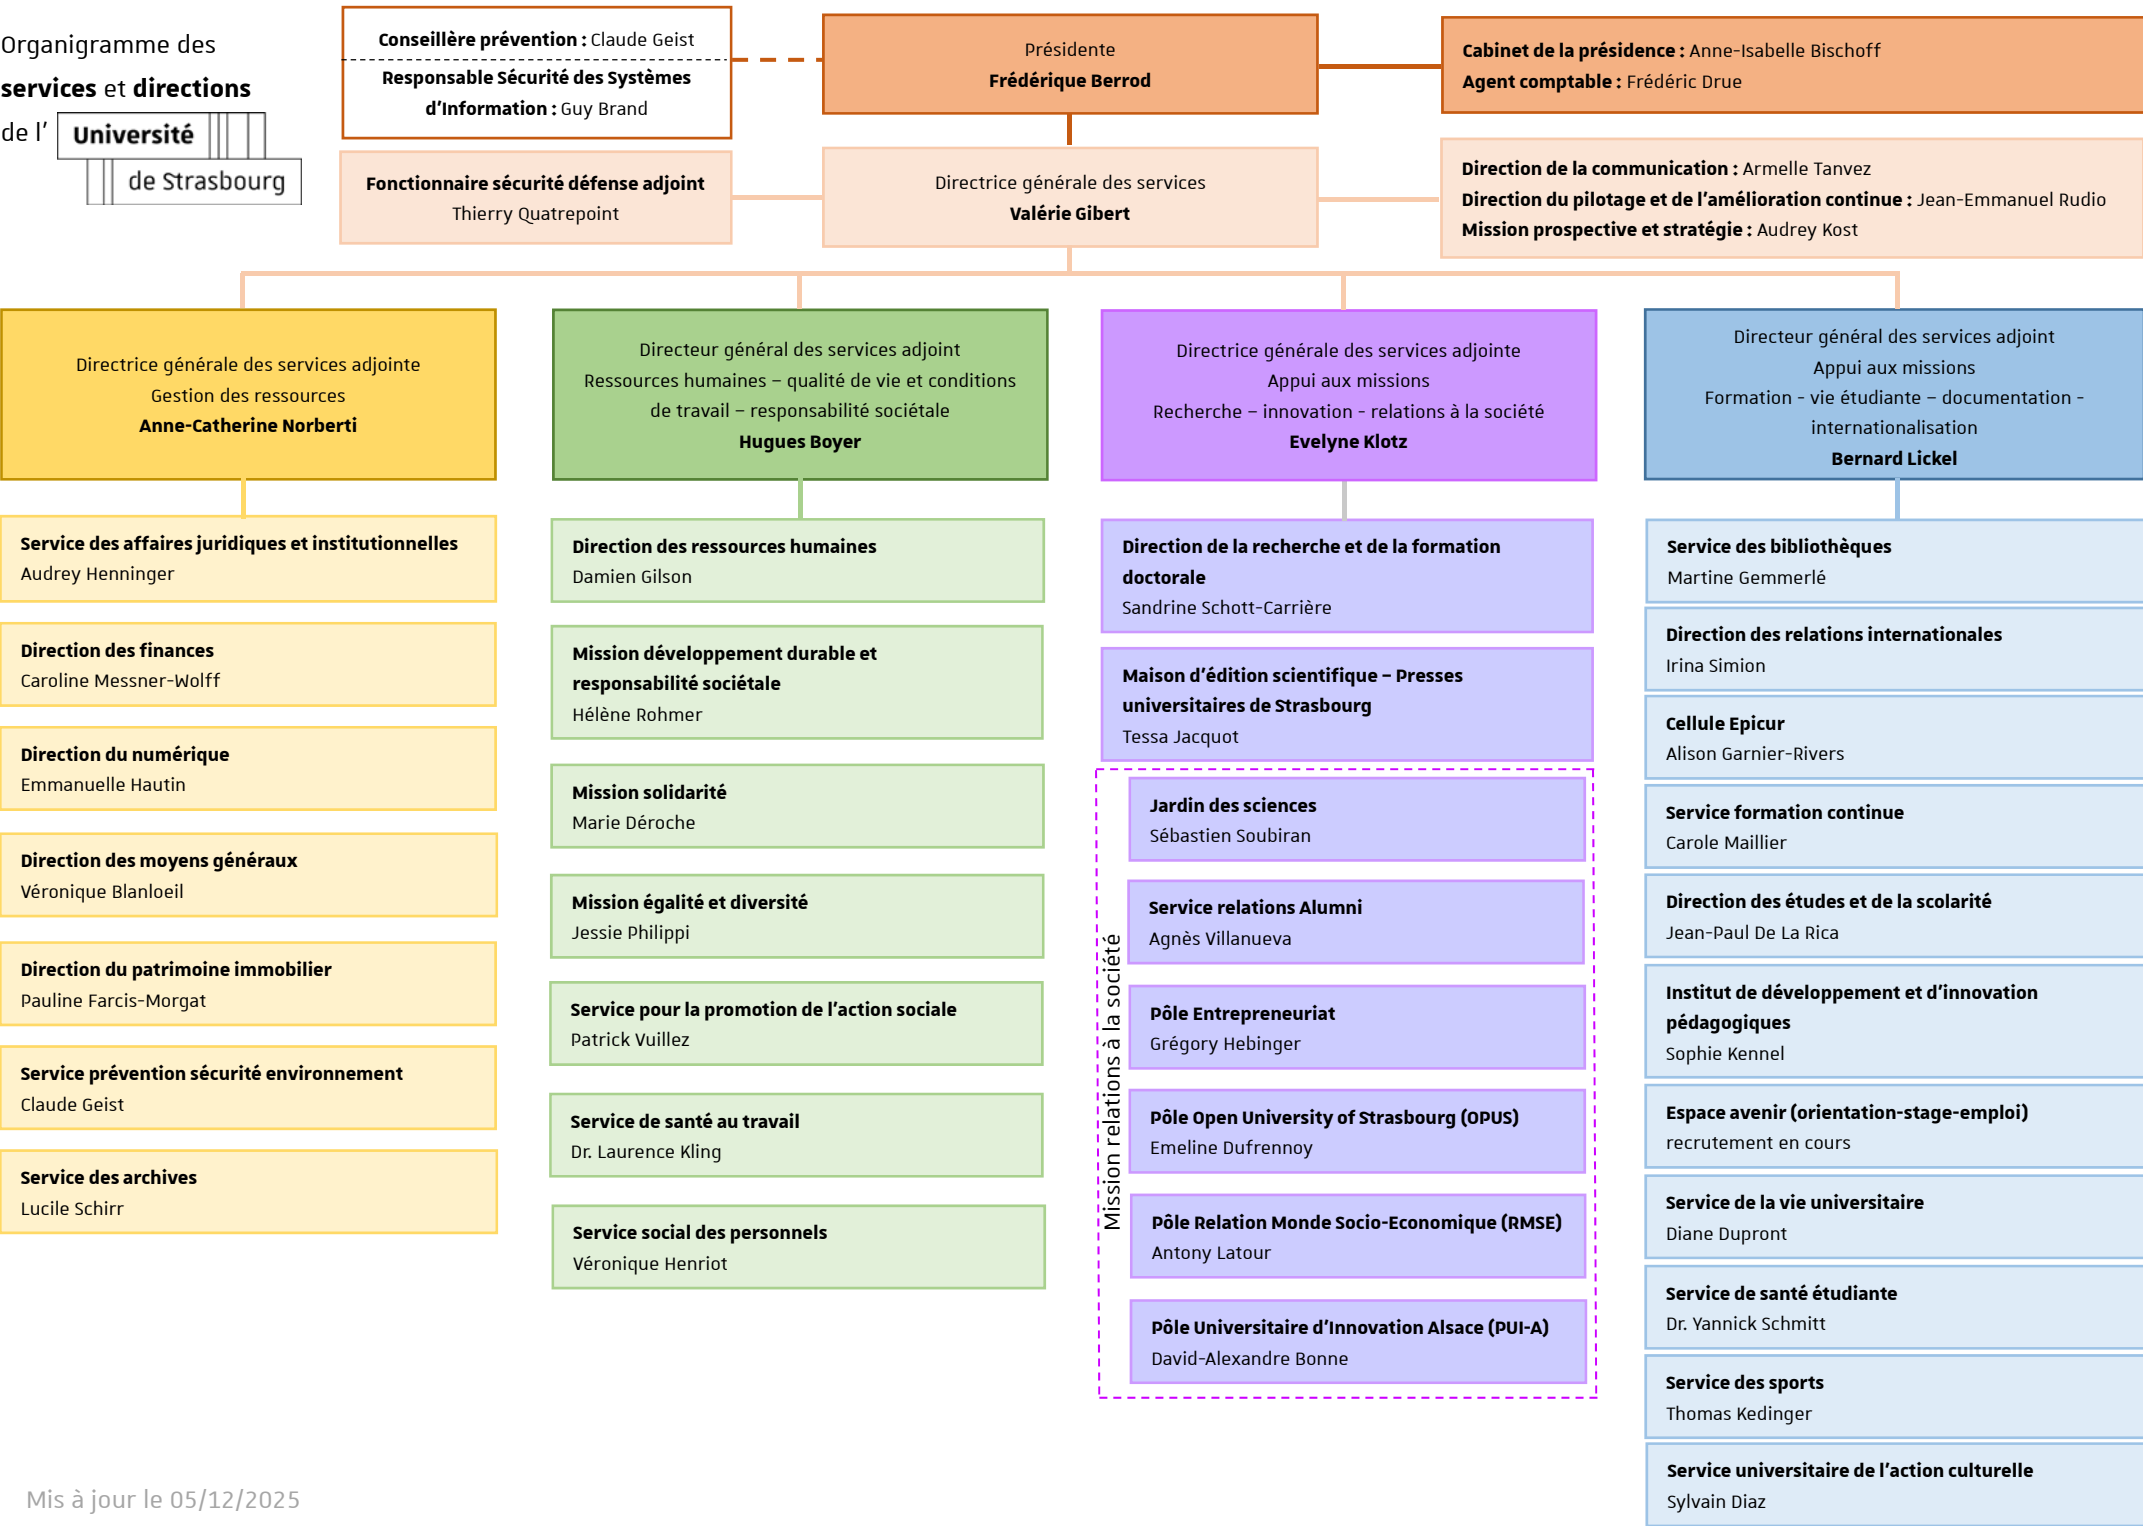 Organigramme des
services et directions
de l'
Université
de Strasbourg
Conseillère prévention : Claude Geist
Responsable Sécurité des Systèmes
d'Information : Guy Brand
Présidente
Frédérique Berrod
Cabinet de la présidence : Anne-Isabelle Bischoff
Agent comptable : Frédéric Drue
Fonctionnaire sécurité défense adjoint
Thierry Quatrepoint
Directrice générale des services
Valérie Gibert
Direction de la communication : Armelle Tanvez
Direction du pilotage et de l'amélioration continue : Jean-Emmanuel Rudio
Mission prospective et stratégie : Audrey Kost
Directrice générale des services adjointe
Gestion des ressources
Anne-Catherine Norberti
Service des affaires juridiques et institutionnelles
Audrey Henninger
Direction des finances
Caroline Messner-Wolff
Direction du numérique
Emmanuelle Hautin
Direction des moyens généraux
Véronique Blanloeil
Direction du patrimoine immobilier
Pauline Farcis-Morgat
Service prévention sécurité environnement
Claude Geist
Service des archives
Lucile Schirr
Directeur général des services adjoint
Ressources humaines – qualité de vie et conditions
de travail – responsabilité sociétale
Hugues Boyer
Direction des ressources humaines
Damien Gilson
Mission développement durable et
responsabilité sociétale
Hélène Rohmer
Mission solidarité
Marie Déroche
Mission égalité et diversité
Jessie Philippi
Service pour la promotion de l'action sociale
Patrick Vuillez
Service de santé au travail
Dr. Laurence Kling
Service social des personnels
Véronique Henriot
Directrice générale des services adjointe
Appui aux missions
Recherche – innovation - relations à la société
Evelyne Klotz
Direction de la recherche et de la formation
doctorale
Sandrine Schott-Carrière
Maison d'édition scientifique – Presses
universitaires de Strasbourg
Tessa Jacquot
Mission relations à la société
Jardin des sciences
Sébastien Soubiran
Service relations Alumni
Agnès Villanueva
Pôle Entrepreneuriat
Grégory Hebinger
Pôle Open University of Strasbourg (OPUS)
Emeline Dufrennoy
Pôle Relation Monde Socio-Economique (RMSE)
Antony Latour
Pôle Universitaire d'Innovation Alsace (PUI-A)
David-Alexandre Bonne
Directeur général des services adjoint
Appui aux missions
Formation - vie étudiante – documentation -
internationalisation
Bernard Lickel
Service des bibliothèques
Martine Gemmerlé
Direction des relations internationales
Irina Simion
Cellule Epicur
Alison Garnier-Rivers
Service formation continue
Carole Maillier
Direction des études et de la scolarité
Jean-Paul De La Rica
Institut de développement et d'innovation
pédagogiques
Sophie Kennel
Espace avenir (orientation-stage-emploi)
recrutement en cours
Service de la vie universitaire
Diane Dupront
Service de santé étudiante
Dr. Yannick Schmitt
Service des sports
Thomas Kedinger
Service universitaire de l'action culturelle
Sylvain Diaz
Mis à jour le 05/12/2025